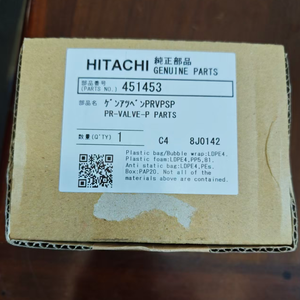 HITACHI 純正部品
GENUINE PARTS
部品番号
(PARTS NO.) 451453
部品名 ゲンアツベンPRVPSP
PR-VALVE-P PARTS
数量(Q'TY) 1 C4 8J0142
Plastic bag/Bubble wrap:LDPE4.
Plastic foam:LDPE4,PP5,81.
Anti static bag:LDPE4,PEs.
Box:PAP20. Not all of the
materials above are contained.